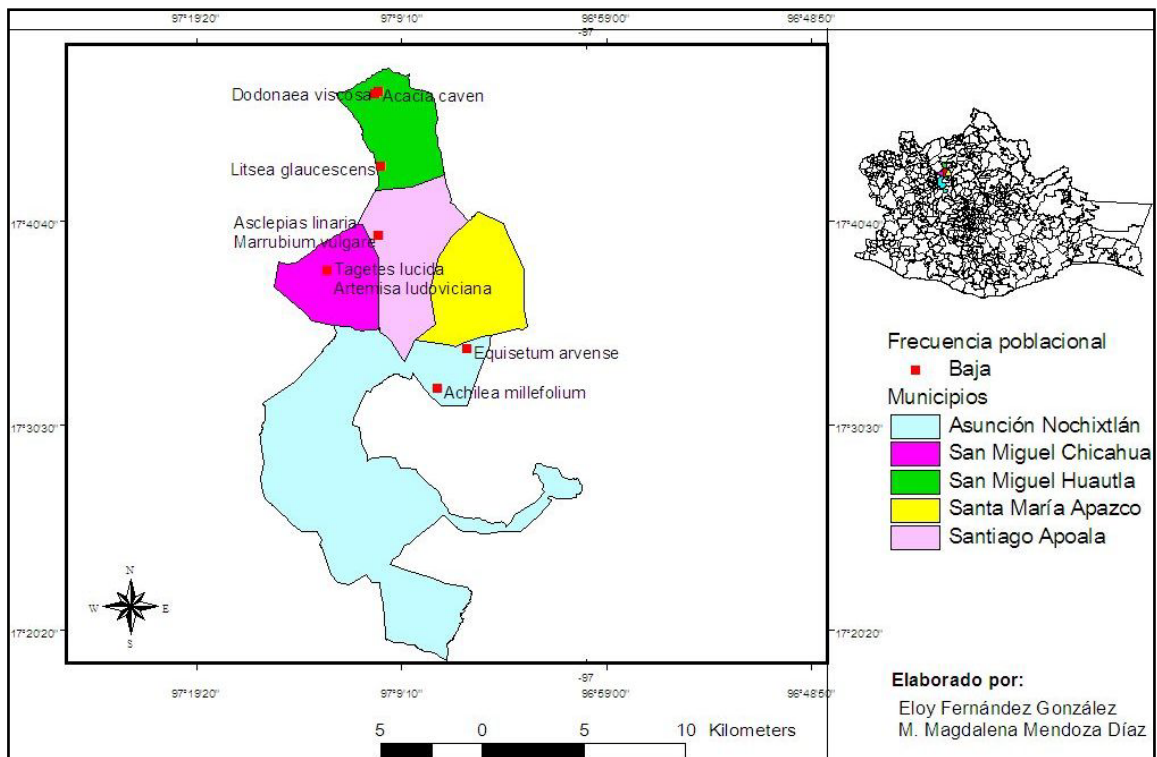 97°19'20" 97°9'10" 96°59'00" 96°48'50"
-97
Dodonaea viscosa Acacia caven
Litsea glaucescens
17°40'40" 17°40'40"
Asclepias linaria
Marrubium vulgare
Tagetes lucida
Artemisa ludoviciana
Equisetum arvense
Achilea millefolium
17°30'30" 17°30'30"
N
W E
S
17°20'20" 17°20'20"
-97
97°19'20" 97°9'10" 96°59'00" 96°48'50"
5 0 5 10 Kilometers
Frecuencia poblacional
Baja
Municipios
Asunción Nochixtlán
San Miguel Chicahua
San Miguel Huautla
Santa María Apazco
Santiago Apoala
Elaborado por:
Eloy Fernández González
M. Magdalena Mendoza Díaz